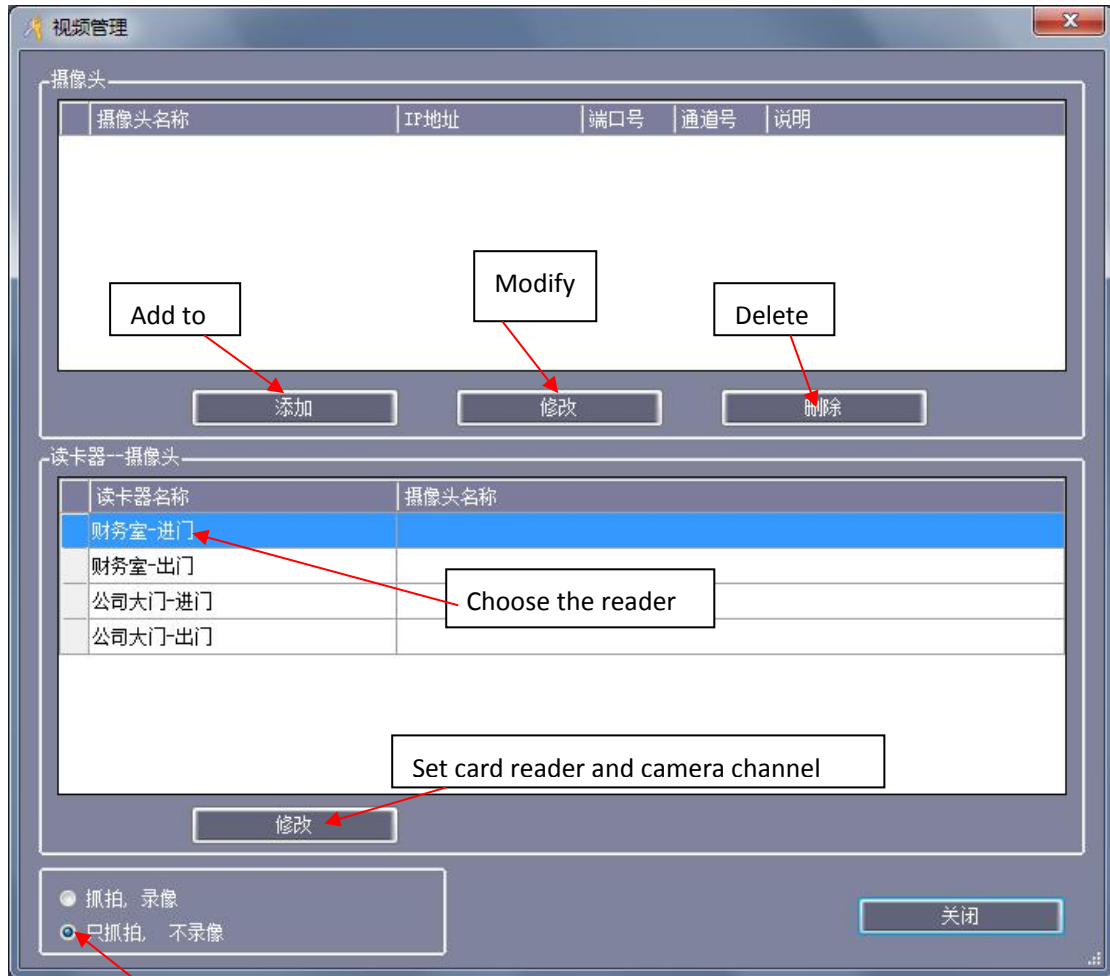 视频管理
摄像头
摄像头名称 IP地址 端口号 通道号 说明
Modify
Add to
Delete
添加 修改 删除
读卡器--摄像头
读卡器名称 摄像头名称
财务室-进门
财务室-出门
公司大门-进门
Choose the reader
公司大门-出门
Set card reader and camera channel
修改
抓拍, 录像
只抓拍, 不录像
关闭